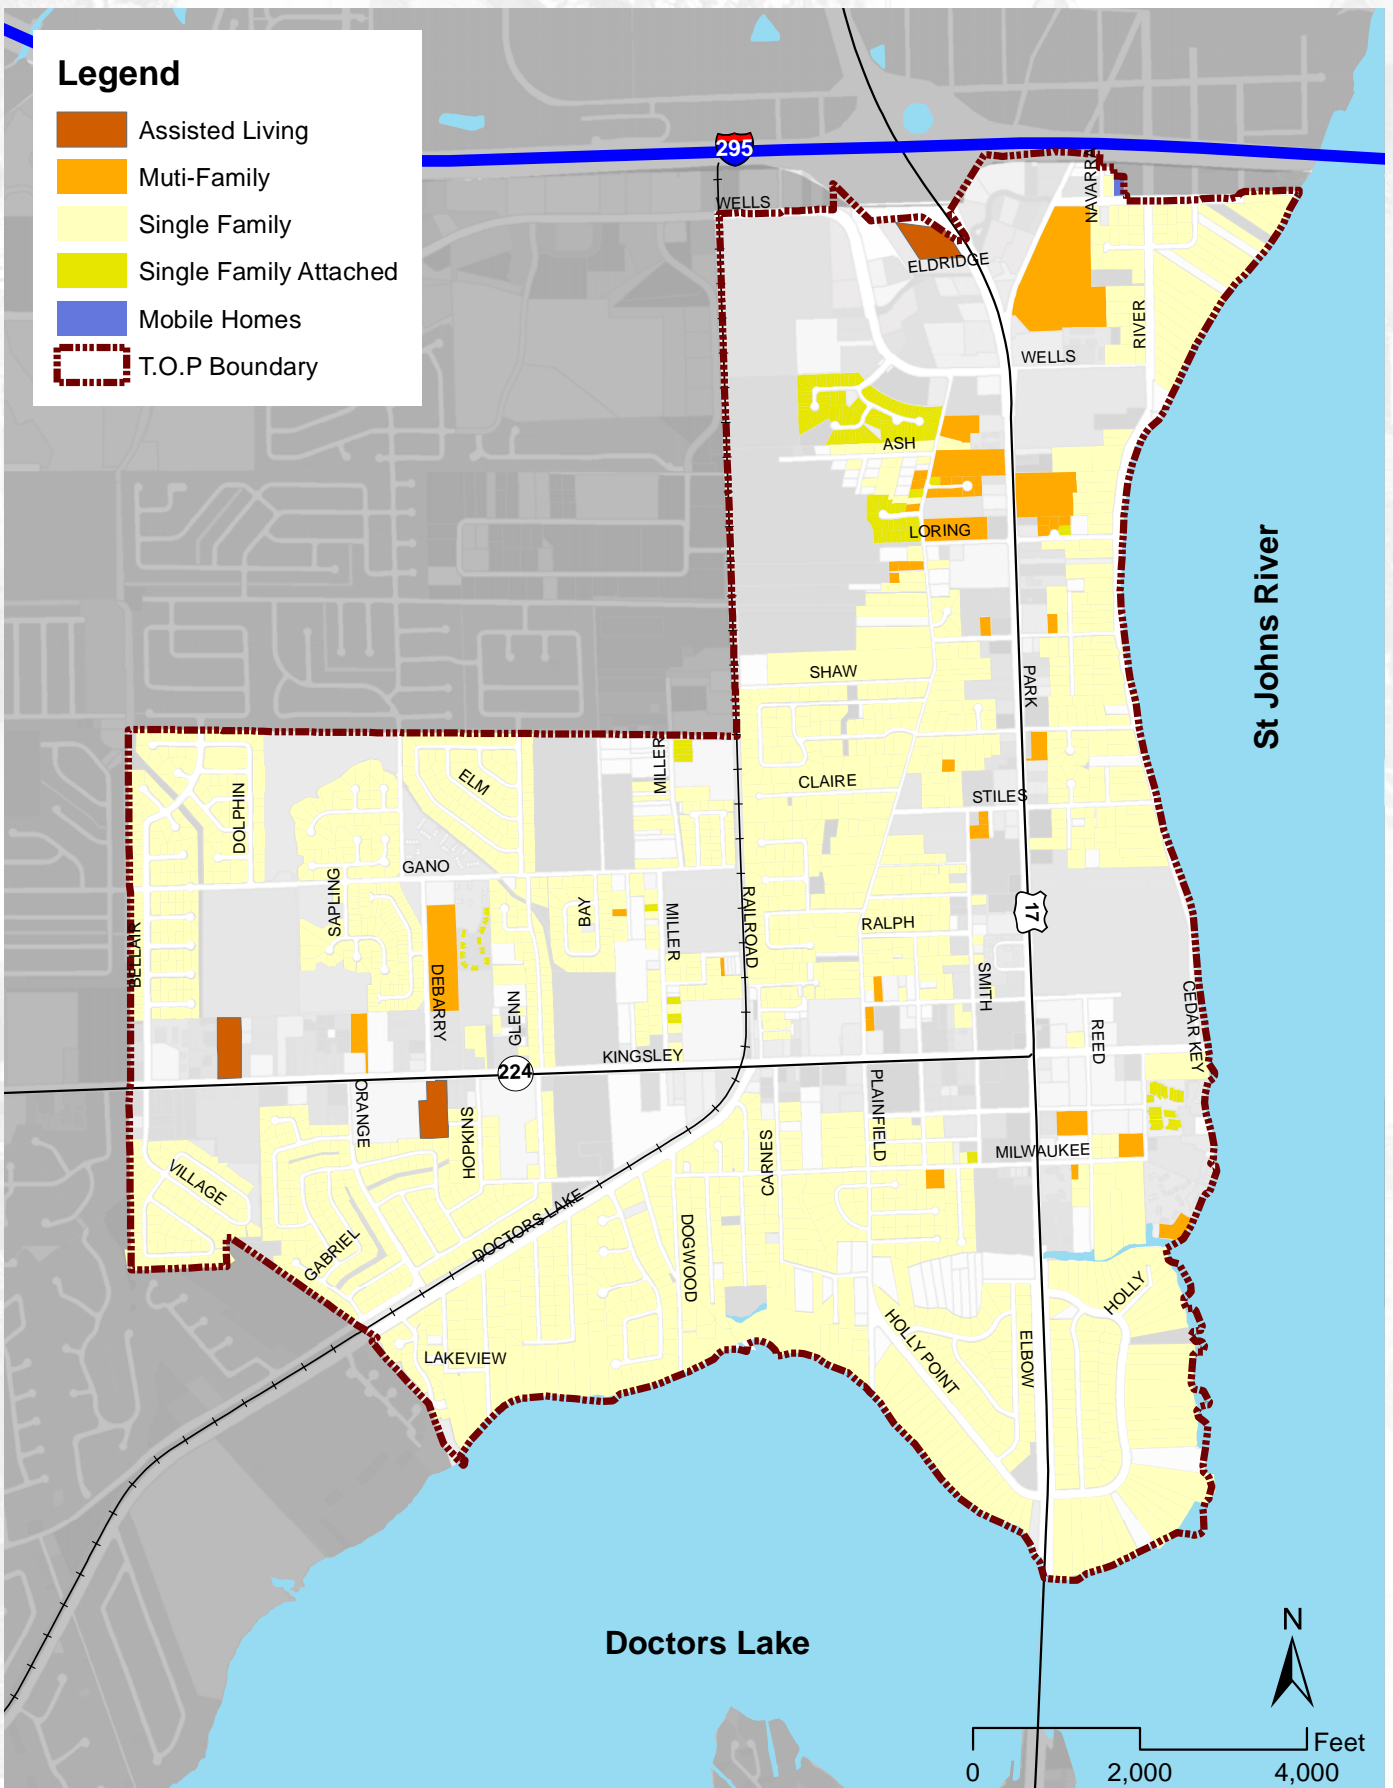 Legend
Assisted Living
Muti-Family
Single Family
Single Family Attached
Mobile Homes
T.O.P Boundary
295
WELLS
NAVARRA
ELDRIDGE
RIVER
WELLS
ASH
LORING
St Johns River
SHAW
PARK
MILLER
ELM
CLAIRE
STILES
DOLPHIN
GANO
SAPLING
BAY
MILLER
RAILROAD
RALPH
17
BELLAIR
DEBARRY
GLENN
SMITH
CEDAR KEY
REED
KINGSLEY
224
ORANGE
HOPKINS
PLAINFIELD
CARNES
MILWAUKEE
VILLAGE
DOCTORS LAKE
GABRIEL
DOGWOOD
HOLLY
HOLLY POINT
ELBOW
LAKEVIEW
Doctors Lake
N
Feet
0 2,000 4,000